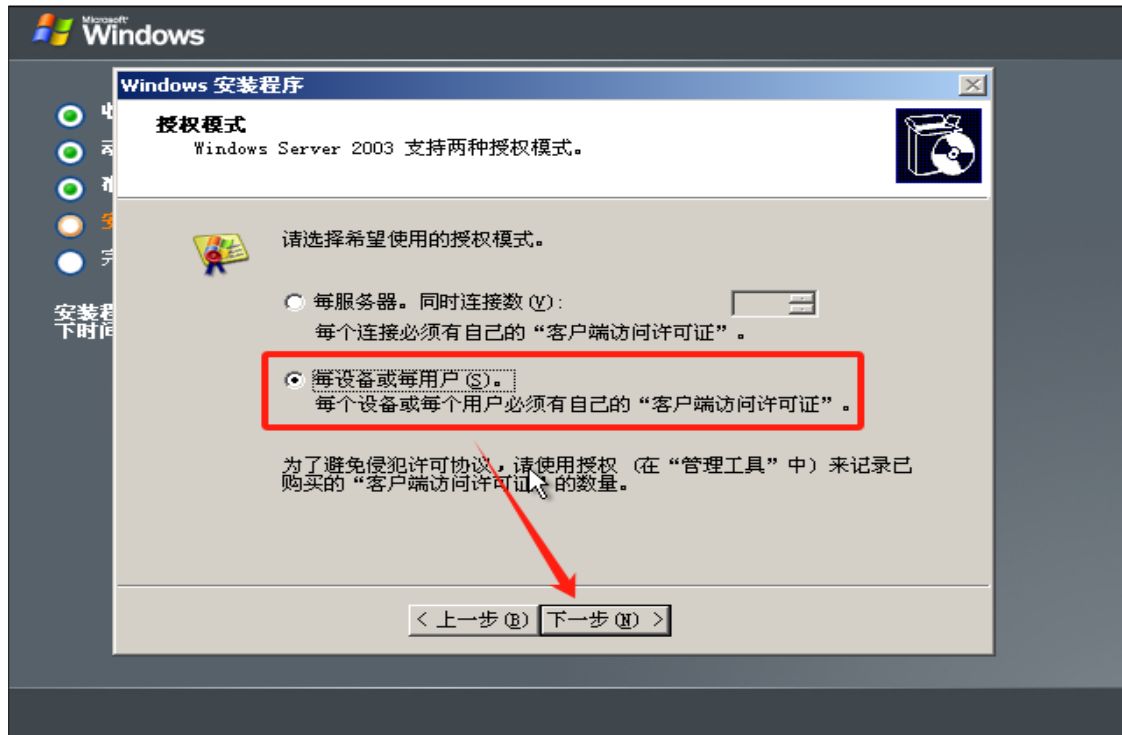 Microsoft
Windows
Windows 安装程序
授权模式
Windows Server 2003 支持两种授权模式。
安装程
下时间
请选择希望使用的授权模式。
每服务器。同时连接数(V):
每个连接必须有自己的“客户端访问许可证”。
每设备或每用户(S)。
每个设备或每个用户必须有自己的“客户端访问许可证”。
为了避免侵犯许可协议，请使用授权（在“管理工具”中）来记录已
购买的“客户端访问许可证”的数量。
< 上一步(B)
下一步(N) >